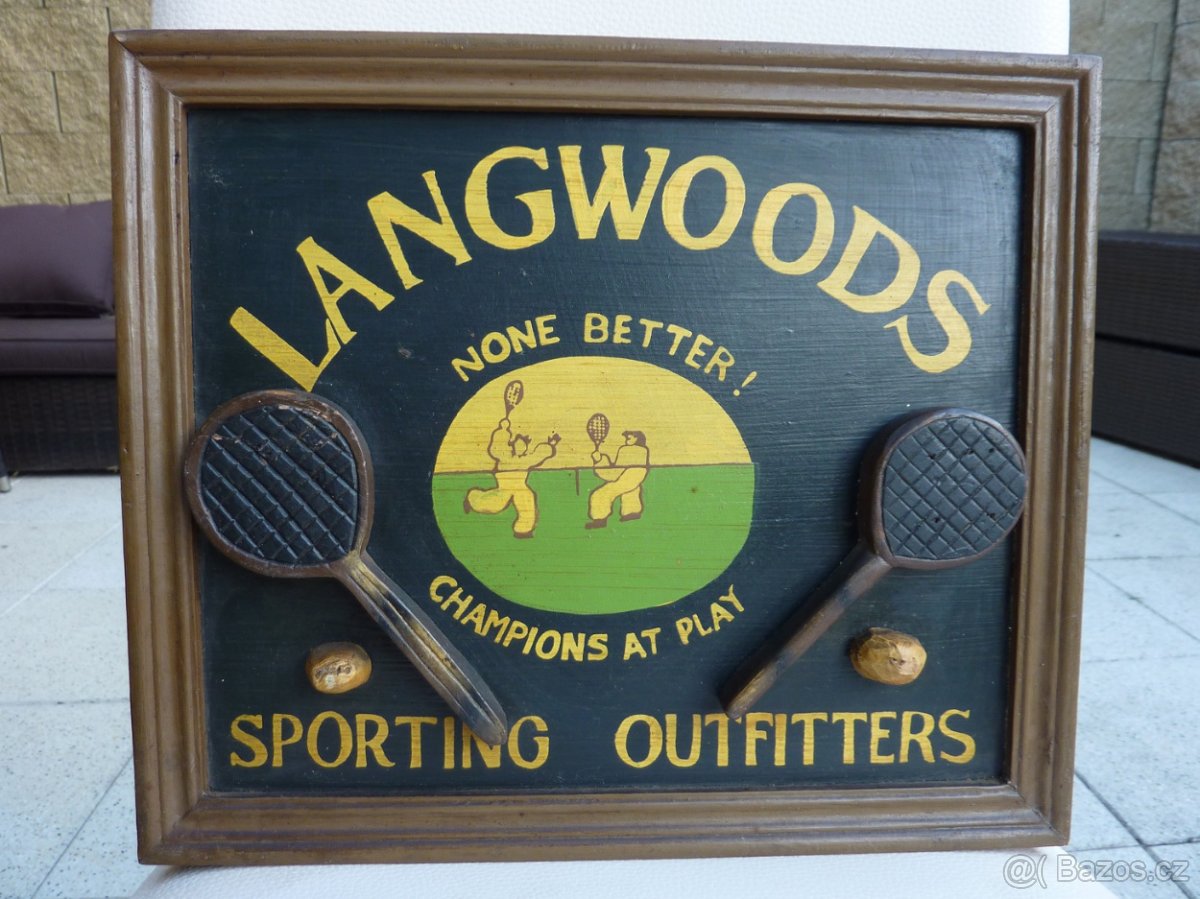 LANGWOODS
NONE BETTER!
CHAMPIONS AT PLAY
SPORTING OUTFITTERS
@( Bazos.cz